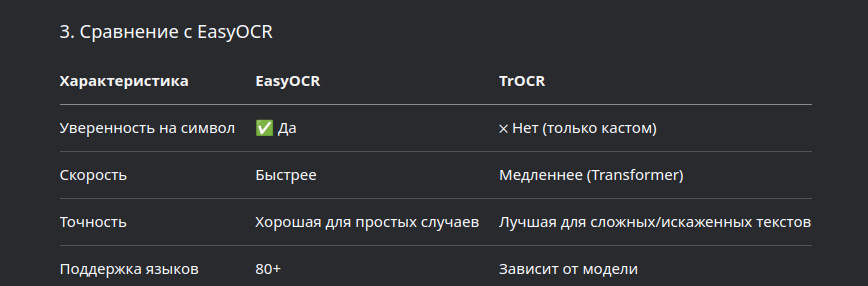 3. Сравнение с EasyOCR
Характеристика EasyOCR TrOCR
Уверенность на символ ✅ Да × Нет (только кастом)
Скорость Быстрее Медленнее (Transformer)
Точность Хорошая для простых случаев Лучшая для сложных/искаженных текстов
Поддержка языков 80+ Зависит от модели